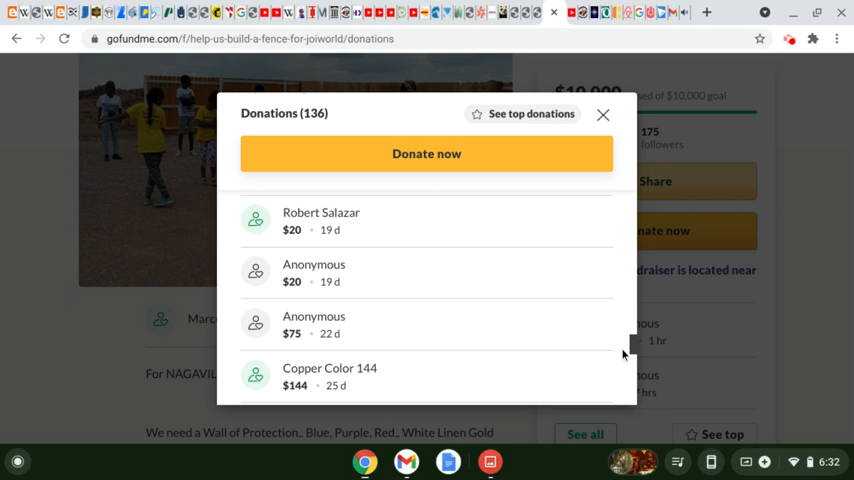 gofundme.com/f/help-us-build-a-fence-for-joiworld/donations
Donations (136)
See top donations
Donate now
Robert Salazar
$20 • 19 d
Anonymous
$20 • 19 d
Anonymous
$75 • 22 d
Copper Color 144
$144 • 25 d
$10,000 sed of $10,000 goal
175
followers
Share
nate now
draiser is located near
nous
1 hr
nous
hrs
See all
See top
Marc
For NAGAVIL
We need a Wall of Protection.. Blue, Purple, Red.. White Linen Gold
6:32